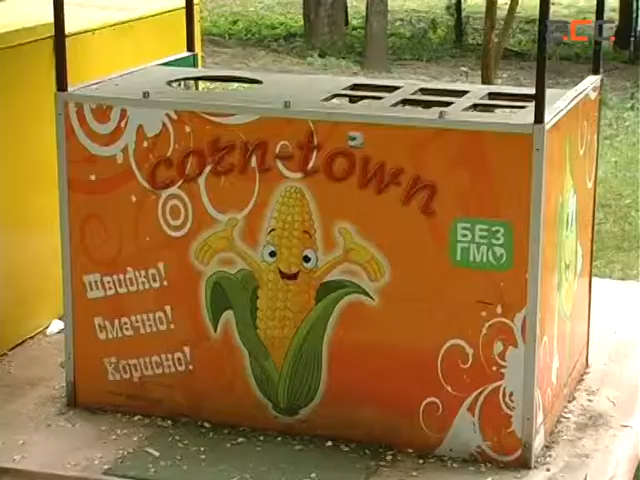 corn-town
БЕЗ
ГМО
Швидко!
Смачно!
Корисно!